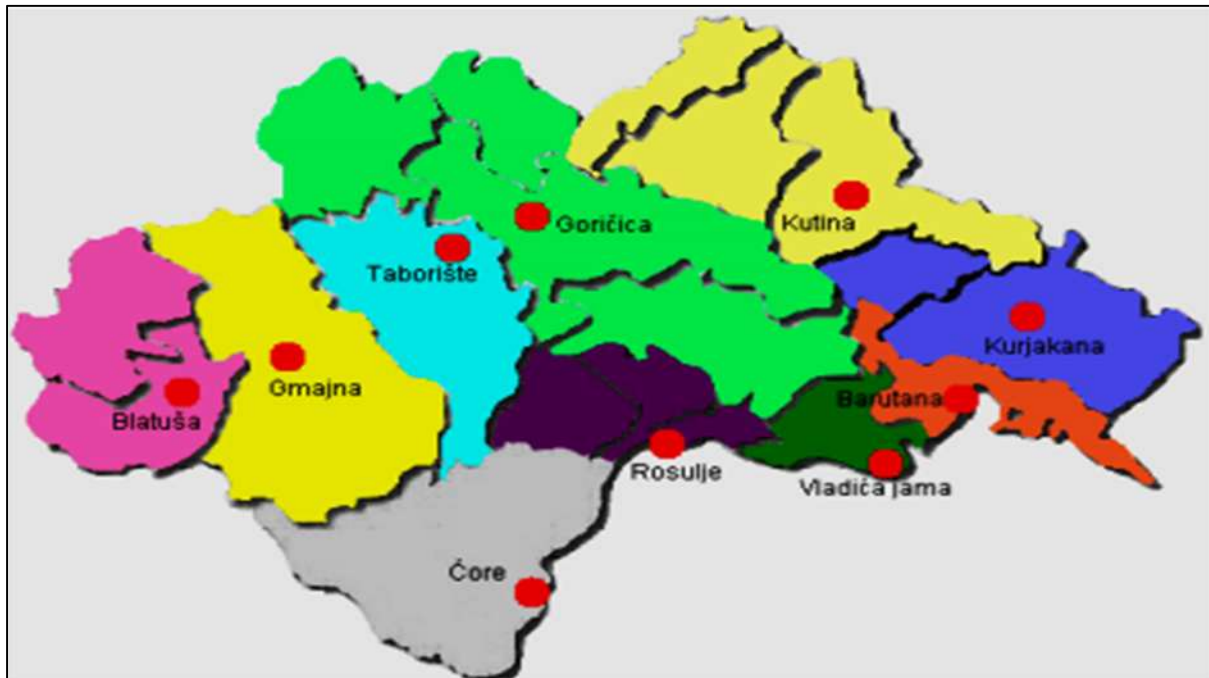 Goričica
Kutina
Taborište
Kurjakana
Gmajna
Barutana
Blatuša
Rosulje
Vladića jama
Ćore